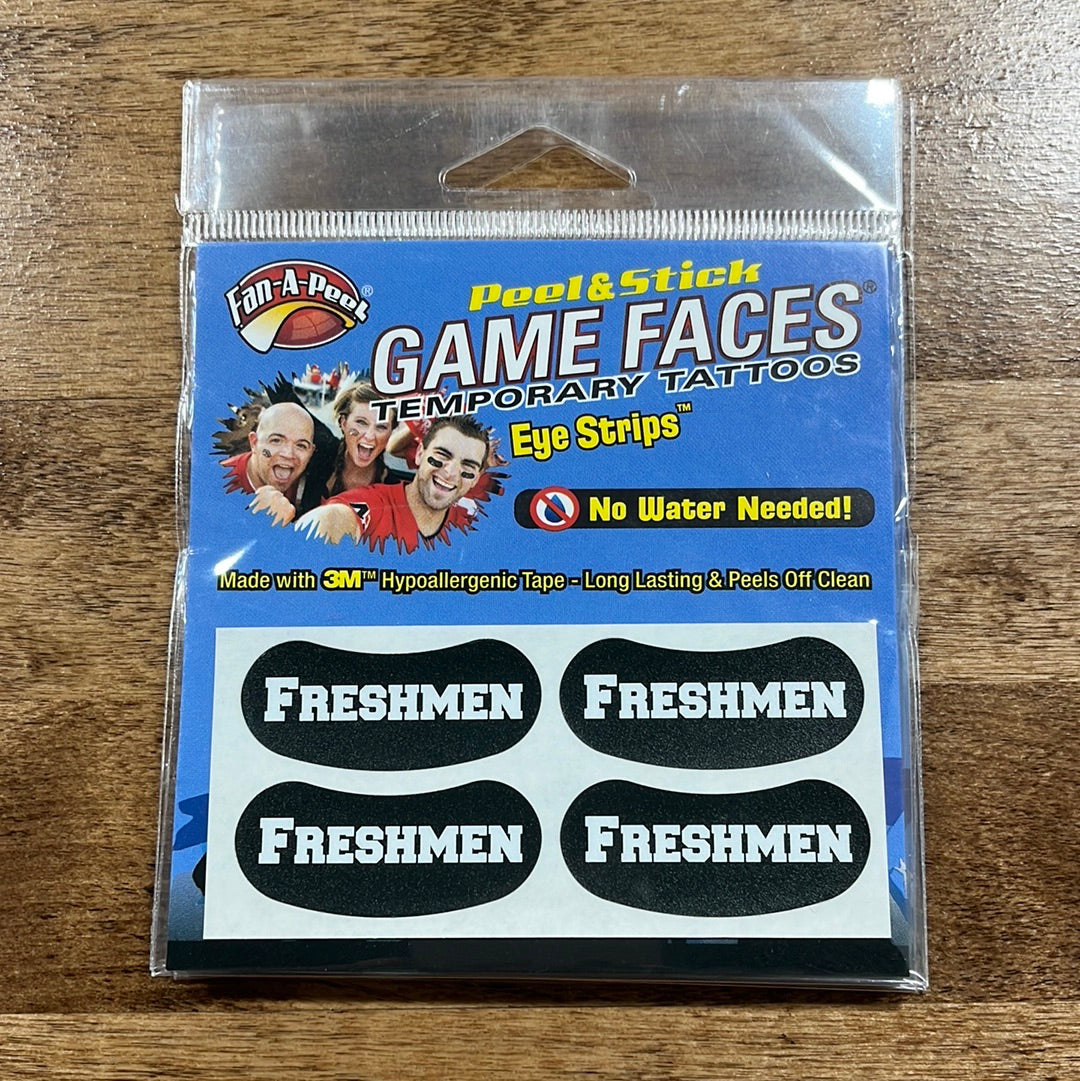 Fan-A-Peel®
Peel & Stick
GAME FACES®
TEMPORARY TATTOOS
Eye Strips™
No Water Needed!
Made with 3M™ Hypoallergenic Tape - Long Lasting & Peels Off Clean
FRESHMEN FRESHMEN
FRESHMEN FRESHMEN